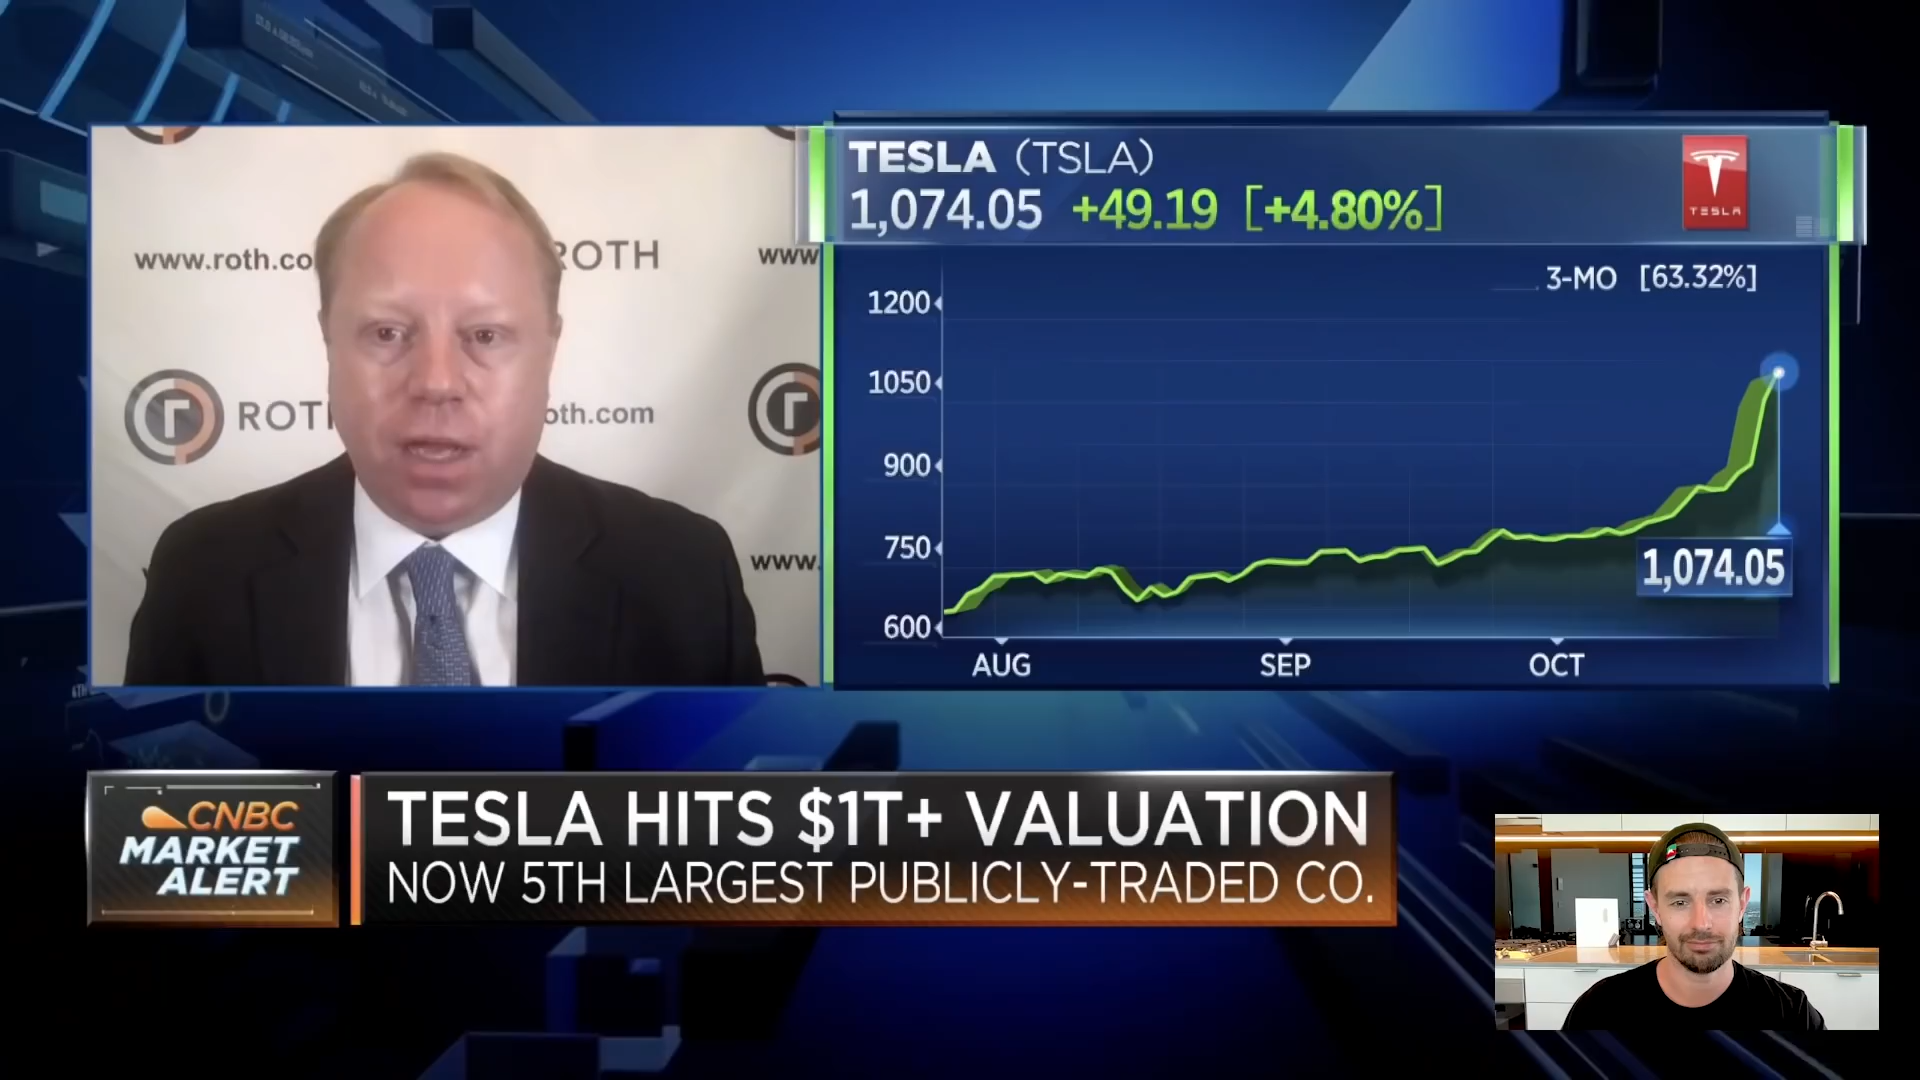 www.roth.co
ROTH
www
ROTH
oth.com
www.
TESLA (TSLA)
1,074.05 +49.19 [+4.80%]
TESLA
3-MO [63.32%]
1200
1050
900
750
600
1,074.05
AUG SEP OCT
CNBC
MARKET
ALERT
TESLA HITS $1T+ VALUATION
NOW 5TH LARGEST PUBLICLY-TRADED CO.